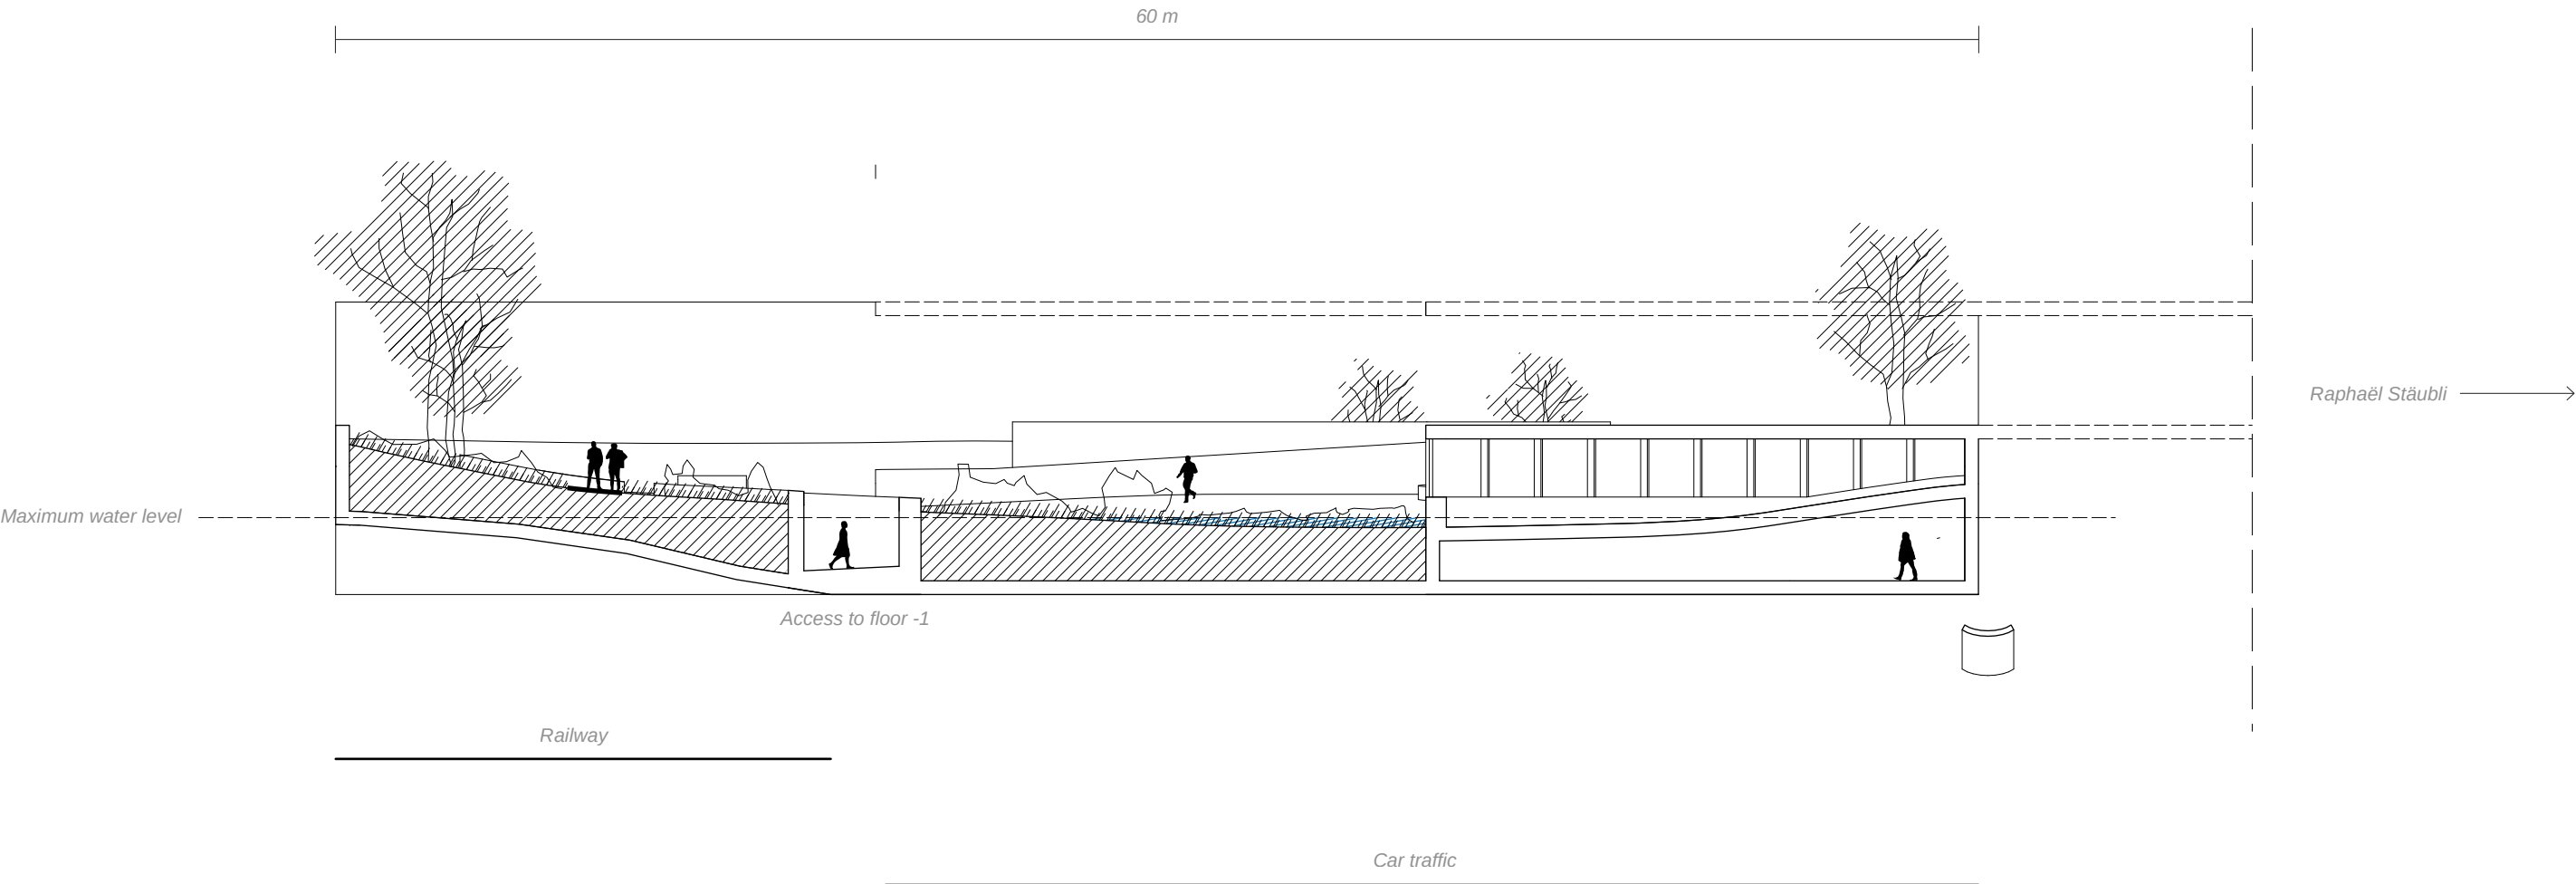 60 m
Raphaël Stäubli
Maximum water level
Access to floor -1
Railway
Car traffic